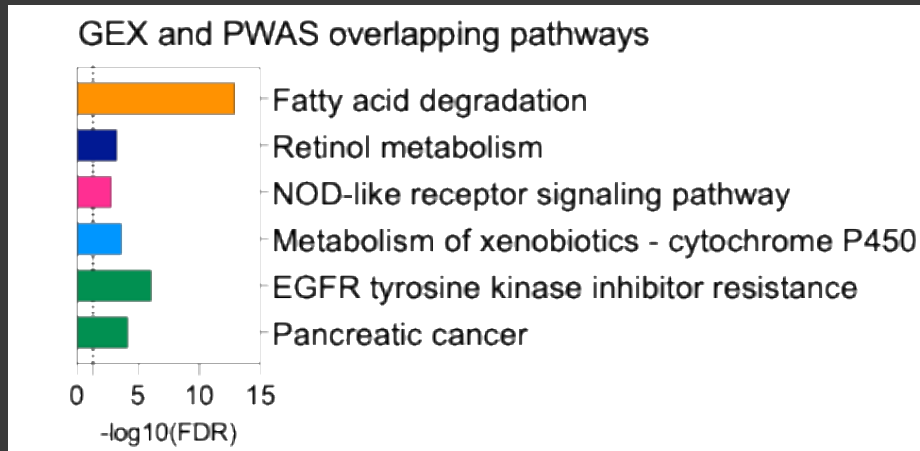 GEX and PWAS overlapping pathways
Fatty acid degradation
Retinol metabolism
NOD-like receptor signaling pathway
Metabolism of xenobiotics - cytochrome P450
EGFR tyrosine kinase inhibitor resistance
Pancreatic cancer
0 5 10 15
-log10(FDR)